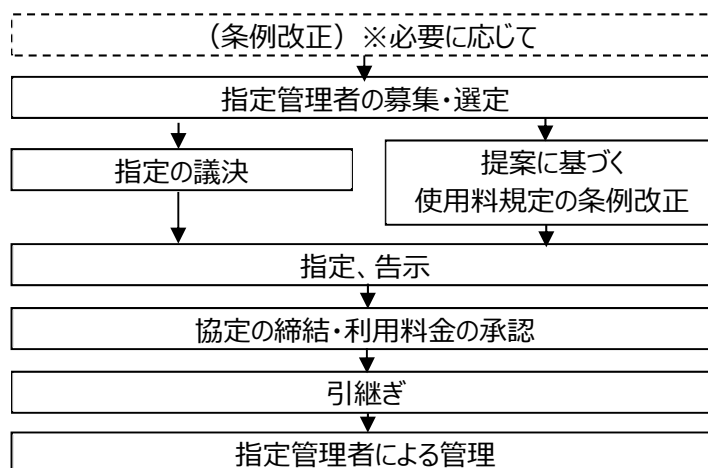 （条例改正）※必要に応じて
指定管理者の募集・選定
指定の議決
提案に基づく
使用料規定の条例改正
指定、告示
協定の締結・利用料金の承認
引継ぎ
指定管理者による管理